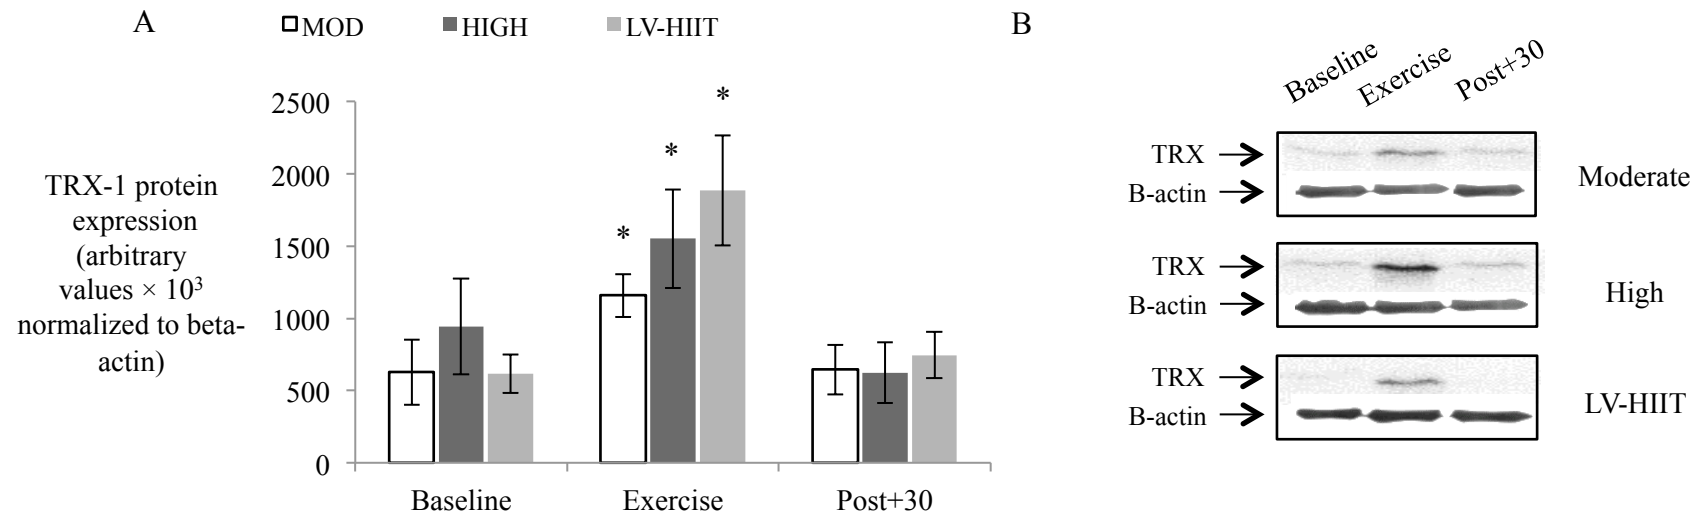 A
MOD
HIGH
LV-HIIT
TRX-1 protein
expression
(arbitrary
values × 10³
normalized to beta-
actin)
2500
2000
1500
1000
500
0
*
*
*
Baseline
Exercise
Post+30
B
Baseline
Exercise
Post+30
TRX
B-actin
Moderate
TRX
B-actin
High
TRX
B-actin
LV-HIIT